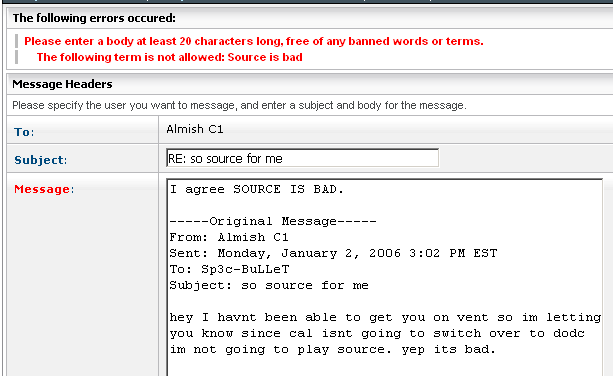 The following errors occured:
Please enter a body at least 20 characters long, free of any banned words or terms.
The following term is not allowed: Source is bad
Message Headers
Please specify the user you want to message, and enter a subject and body for the message.
To: Almish C1
Subject: RE: so source for me
Message: I agree SOURCE IS BAD.
-----Original Message-----
From: Almish C1
Sent: Monday, January 2, 2006 3:02 PM EST
To: Sp3c-BuLLeT
Subject: so source for me
hey I havnt been able to get you on vent so im letting
you know since cal isnt going to switch over to dodc
im not going to play source. yep its bad.